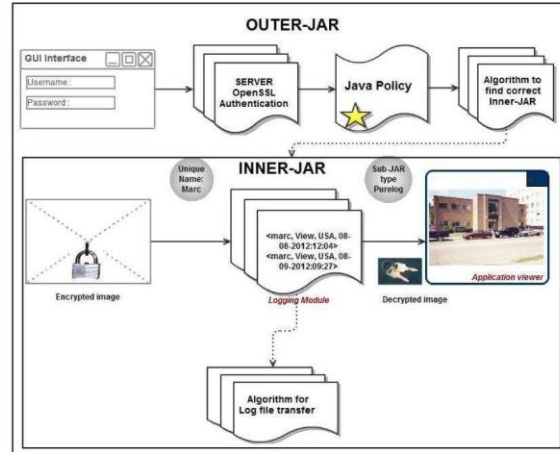 OUTER-JAR
GUI Interface
Username :
Password :
SERVER
OpenSSL
Authentication
Java Policy
Algorithm to
find correct
Inner-JAR
INNER-JAR
Unique
Name:
Marc
Sub-JAR
type
Purelog
<marc, View, USA, 08-
08-2012:12:04>
<marc, View, USA, 08-
09-2012:09:27>
Logging Module
Encrypted image
Decrypted image
Application viewer
Algorithm for
Log file transfer